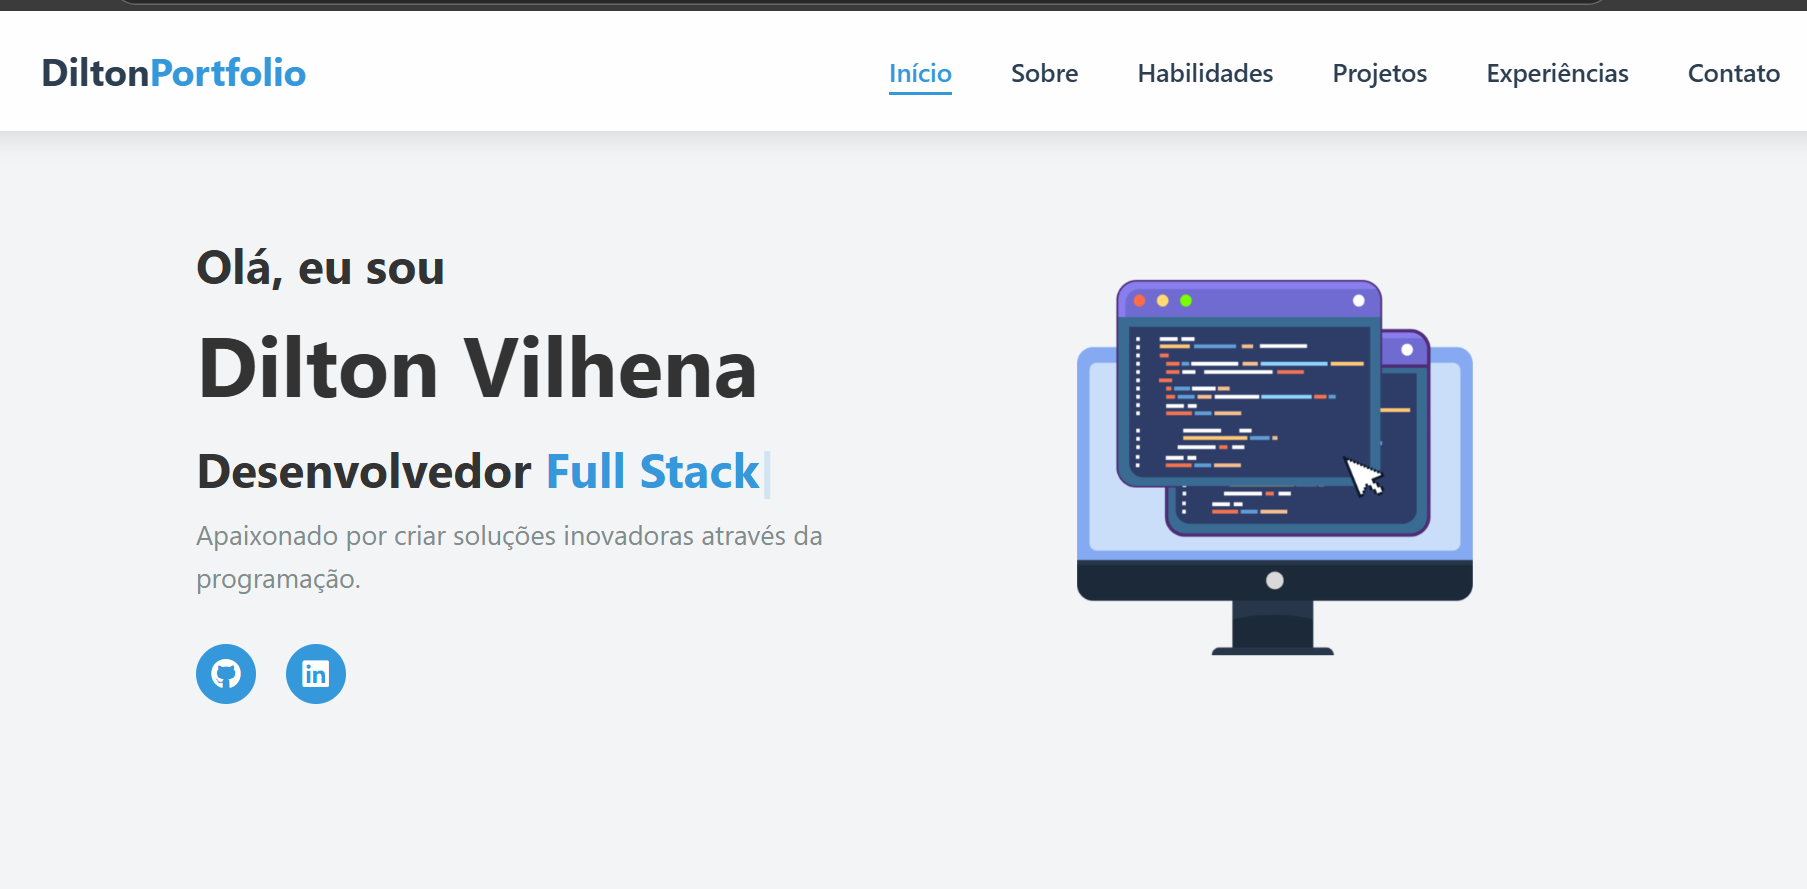 DiltonPortfolio
Início Sobre Habilidades Projetos Experiências Contato
Olá, eu sou
Dilton Vilhena
Desenvolvedor Full Stack
Apaixonado por criar soluções inovadoras através da
programação.
in